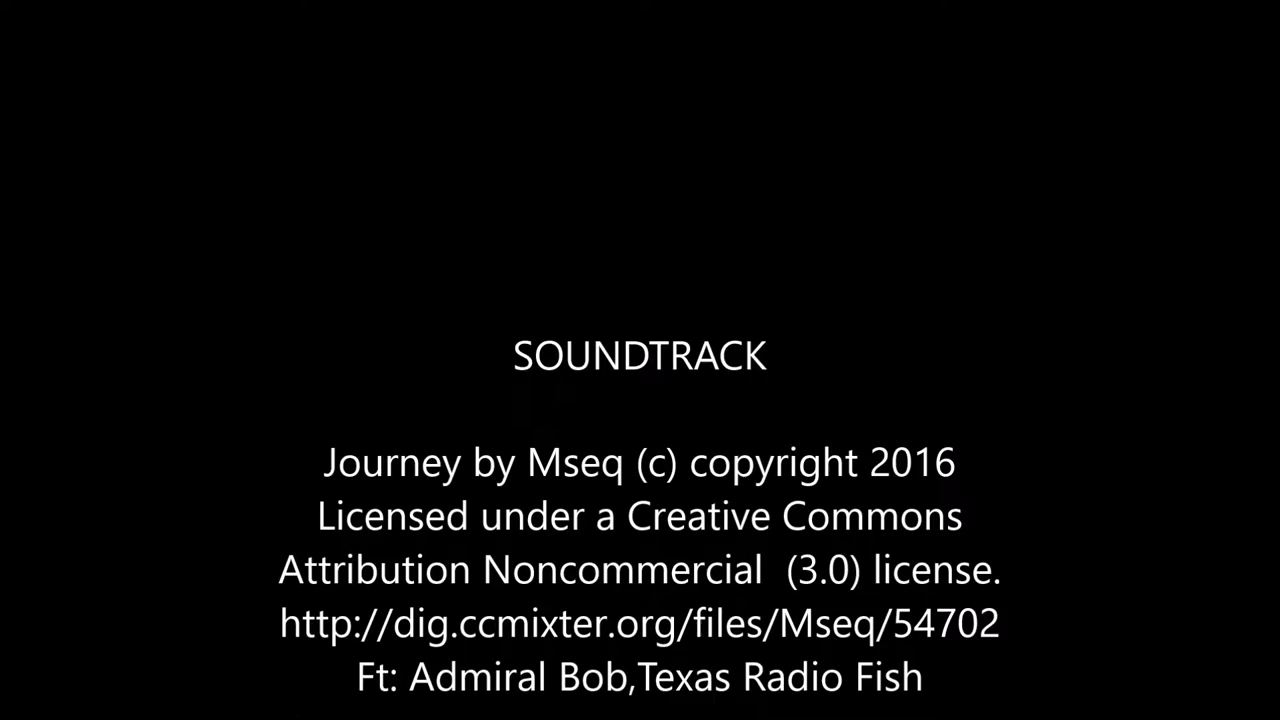 SOUNDTRACK
Journey by Mseq (c) copyright 2016
Licensed under a Creative Commons
Attribution Noncommercial  (3.0) license.
http://dig.ccmixter.org/files/Mseq/54702
Ft: Admiral Bob,Texas Radio Fish